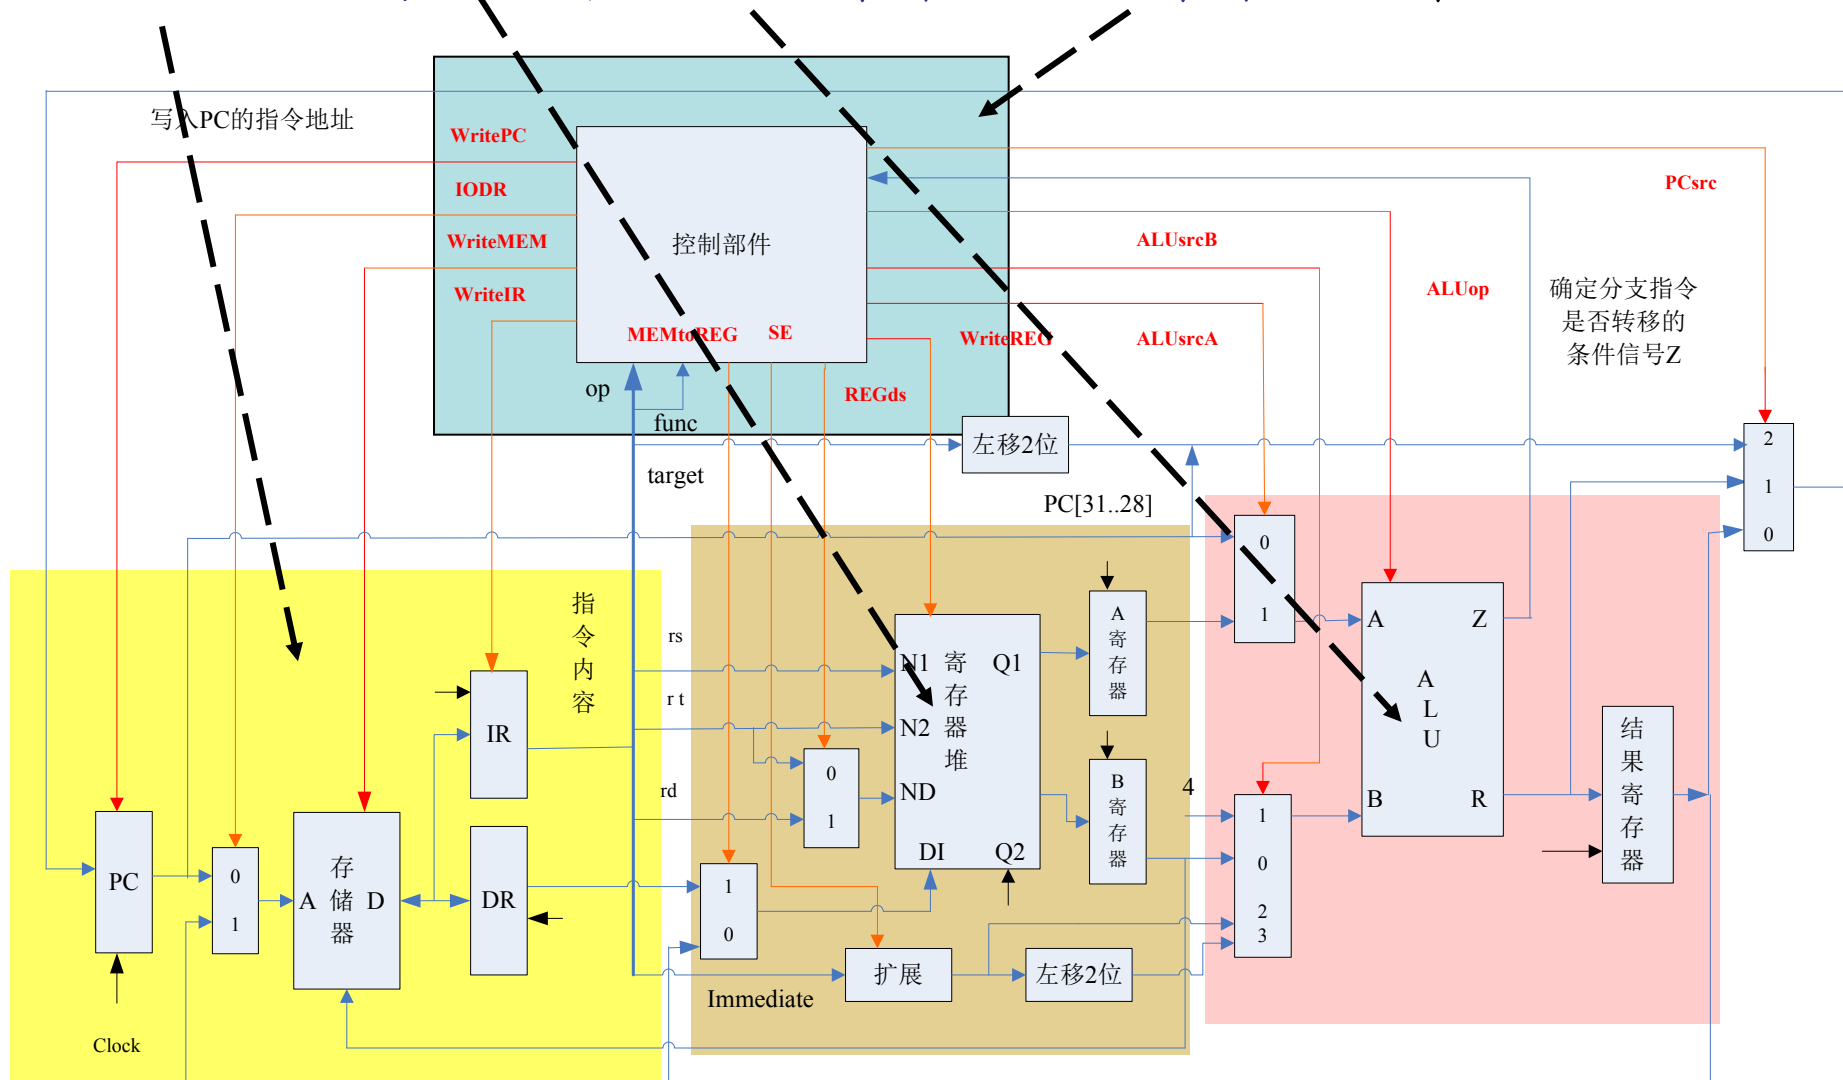 写入PC的指令地址
WritePC
IODR
WriteMEM
WriteIR
控制部件
MEMtoREG
SE
REGds
WriteREG
ALUsrcB
ALUsrcA
ALUop
PCsrc
确定分支指令
是否转移的
条件信号Z
op
func
target
左移2位
PC[31..28]
2
1
0
指
令
内
容
rs
r t
rd
IR
DR
PC
0
1
A
存
储
器
D
Clock
0
1
1
0
N1
N2
ND
DI
寄
存
器
堆
Q1
Q2
A
寄
存
器
B
寄
存
器
Immediate
扩展
左移2位
4
0
1
1
0
2
3
A
B
A
L
U
Z
R
结
果
寄
存
器